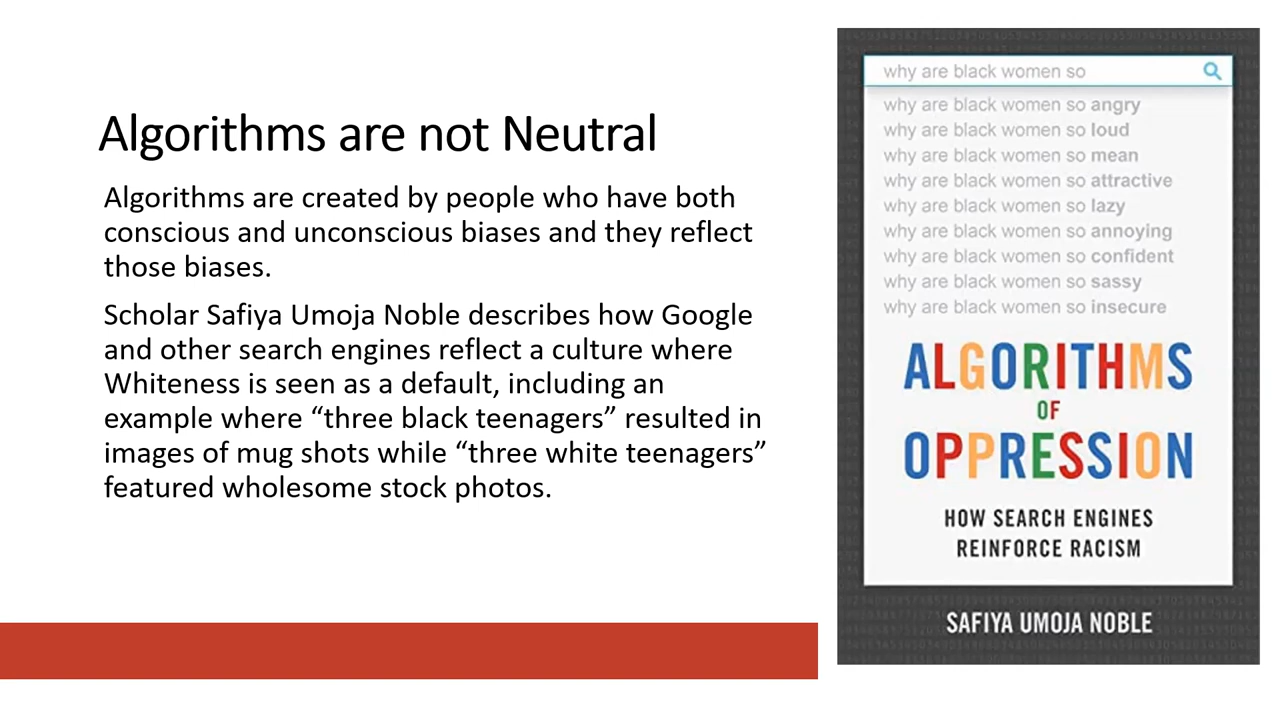 Algorithms are not Neutral
Algorithms are created by people who have both
conscious and unconscious biases and they reflect
those biases.
Scholar Safiya Umoja Noble describes how Google
and other search engines reflect a culture where
Whiteness is seen as a default, including an
example where “three black teenagers” resulted in
images of mug shots while “three white teenagers”
featured wholesome stock photos.
why are black women so
why are black women so angry
why are black women so loud
why are black women so mean
why are black women so attractive
why are black women so lazy
why are black women so annoying
why are black women so confident
why are black women so sassy
why are black women so insecure
ALGORITHMS
OF
OPPRESSION
HOW SEARCH ENGINES
REINFORCE RACISM
SAFIYA UMOJA NOBLE